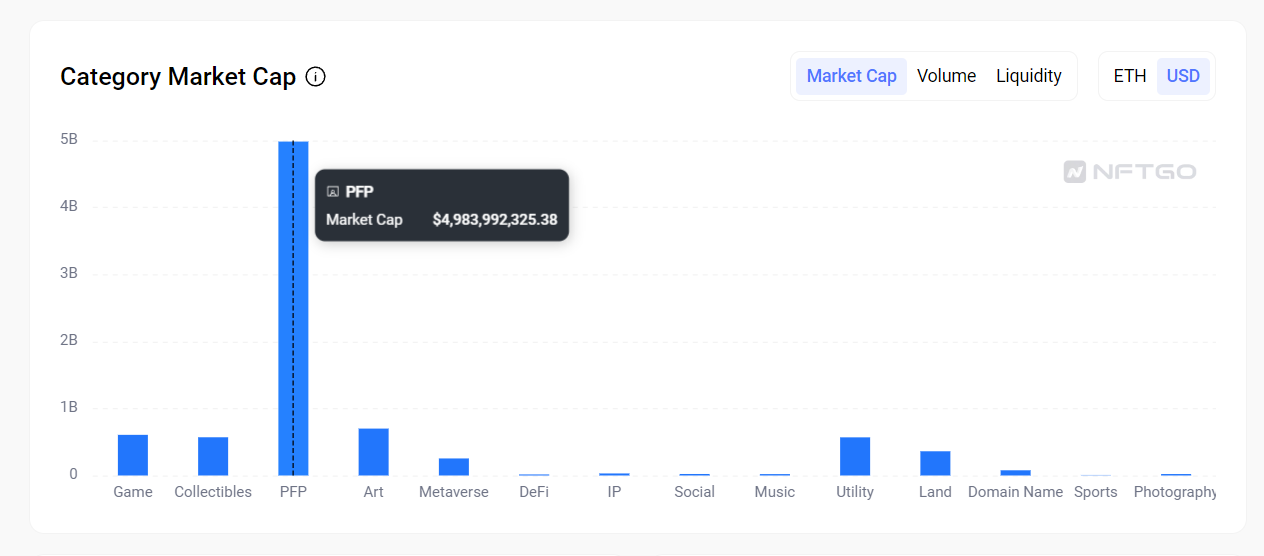 Category Market Cap
Market Cap Volume Liquidity
ETH USD
5B
4B
3B
2B
1B
0
NFTGO
PFP
Market Cap $4,983,992,325.38
Game Collectibles PFP Art Metaverse DeFi IP Social Music Utility Land Domain Name Sports Photography